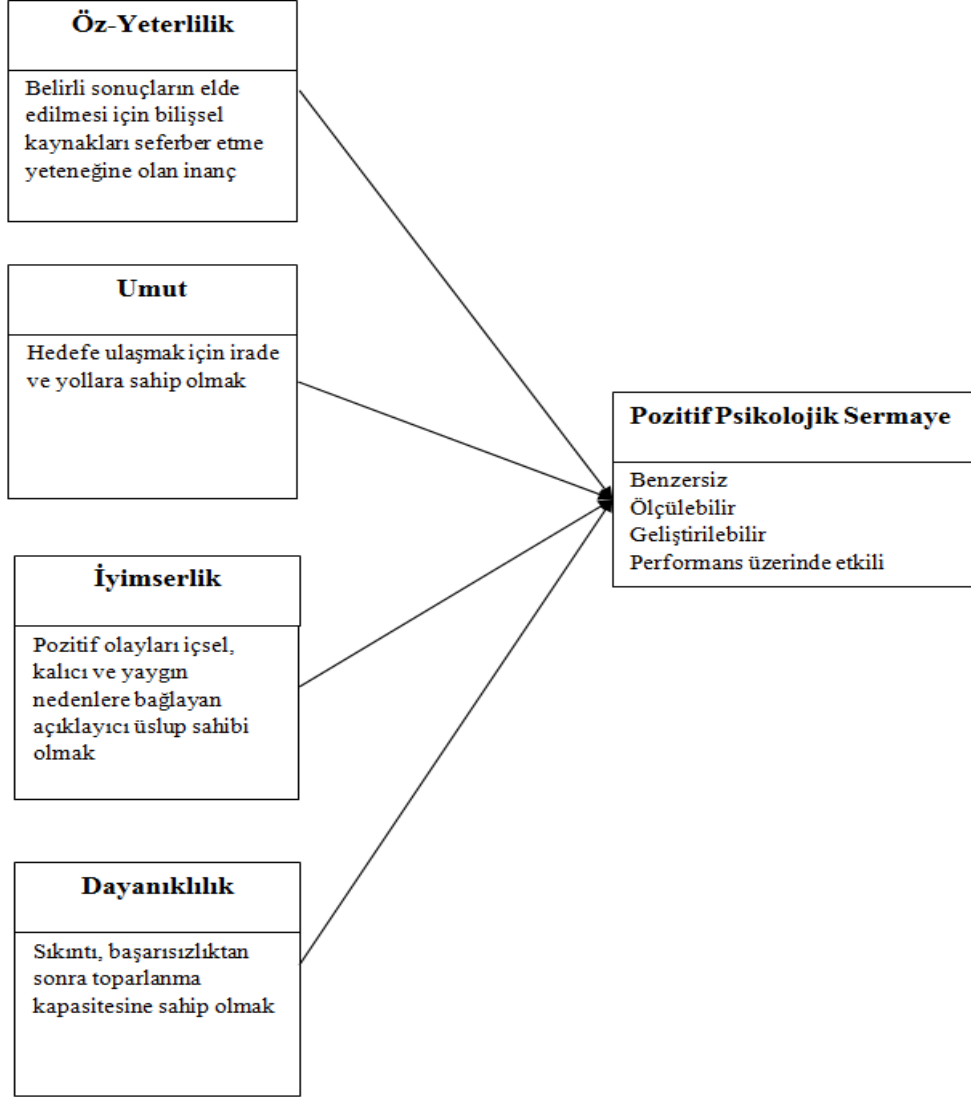 Öz-Yeterlilik
Belirli sonuçların elde
edilmesi için bilişsel
kaynakları seferber etme
yeteneğine olan inanç
Umut
Hedefe ulaşmak için irade
ve yollara sahip olmak
İyimserlik
Pozitif olayları içsel,
kalıcı ve yaygın
nedenlere bağlayan
açıklayıcı üslup sahibi
olmak
Dayanıklılık
Sıkıntı, başarısızlıktan
sonra toparlanma
kapasitesine sahip olmak
Pozitif Psikolojik Sermaye
Benzersiz
Ölçülebilir
Geliştirilebilir
Performans üzerinde etkili